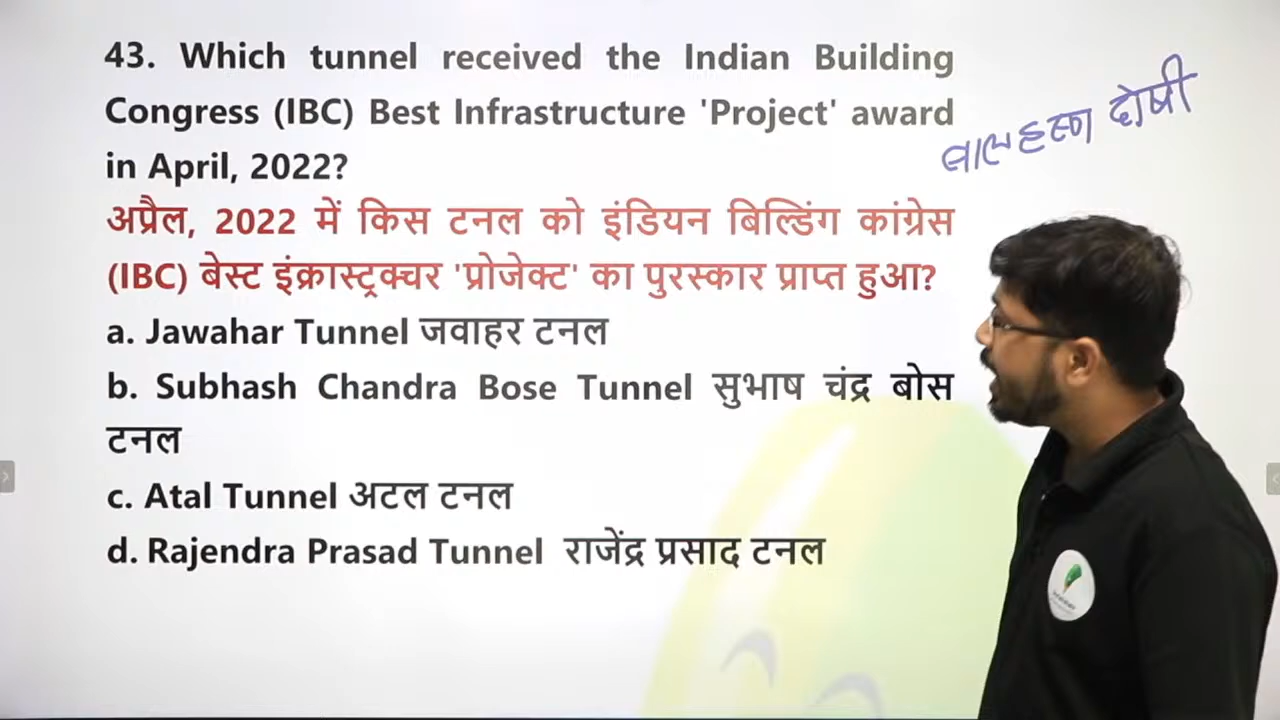 43. Which tunnel received the Indian Building
Congress (IBC) Best Infrastructure 'Project' award
in April, 2022?
अप्रैल, 2022 में किस टनल को इंडियन बिल्डिंग कांग्रेस
(IBC) बेस्ट इंफ्रास्ट्रक्चर 'प्रोजेक्ट' का पुरस्कार प्राप्त हुआ?
a. Jawahar Tunnel जवाहर टनल
b. Subhash Chandra Bose Tunnel सुभाष चंद्र बोस
टनल
c. Atal Tunnel अटल टनल
d. Rajendra Prasad Tunnel राजेंद्र प्रसाद टनल
दोषी